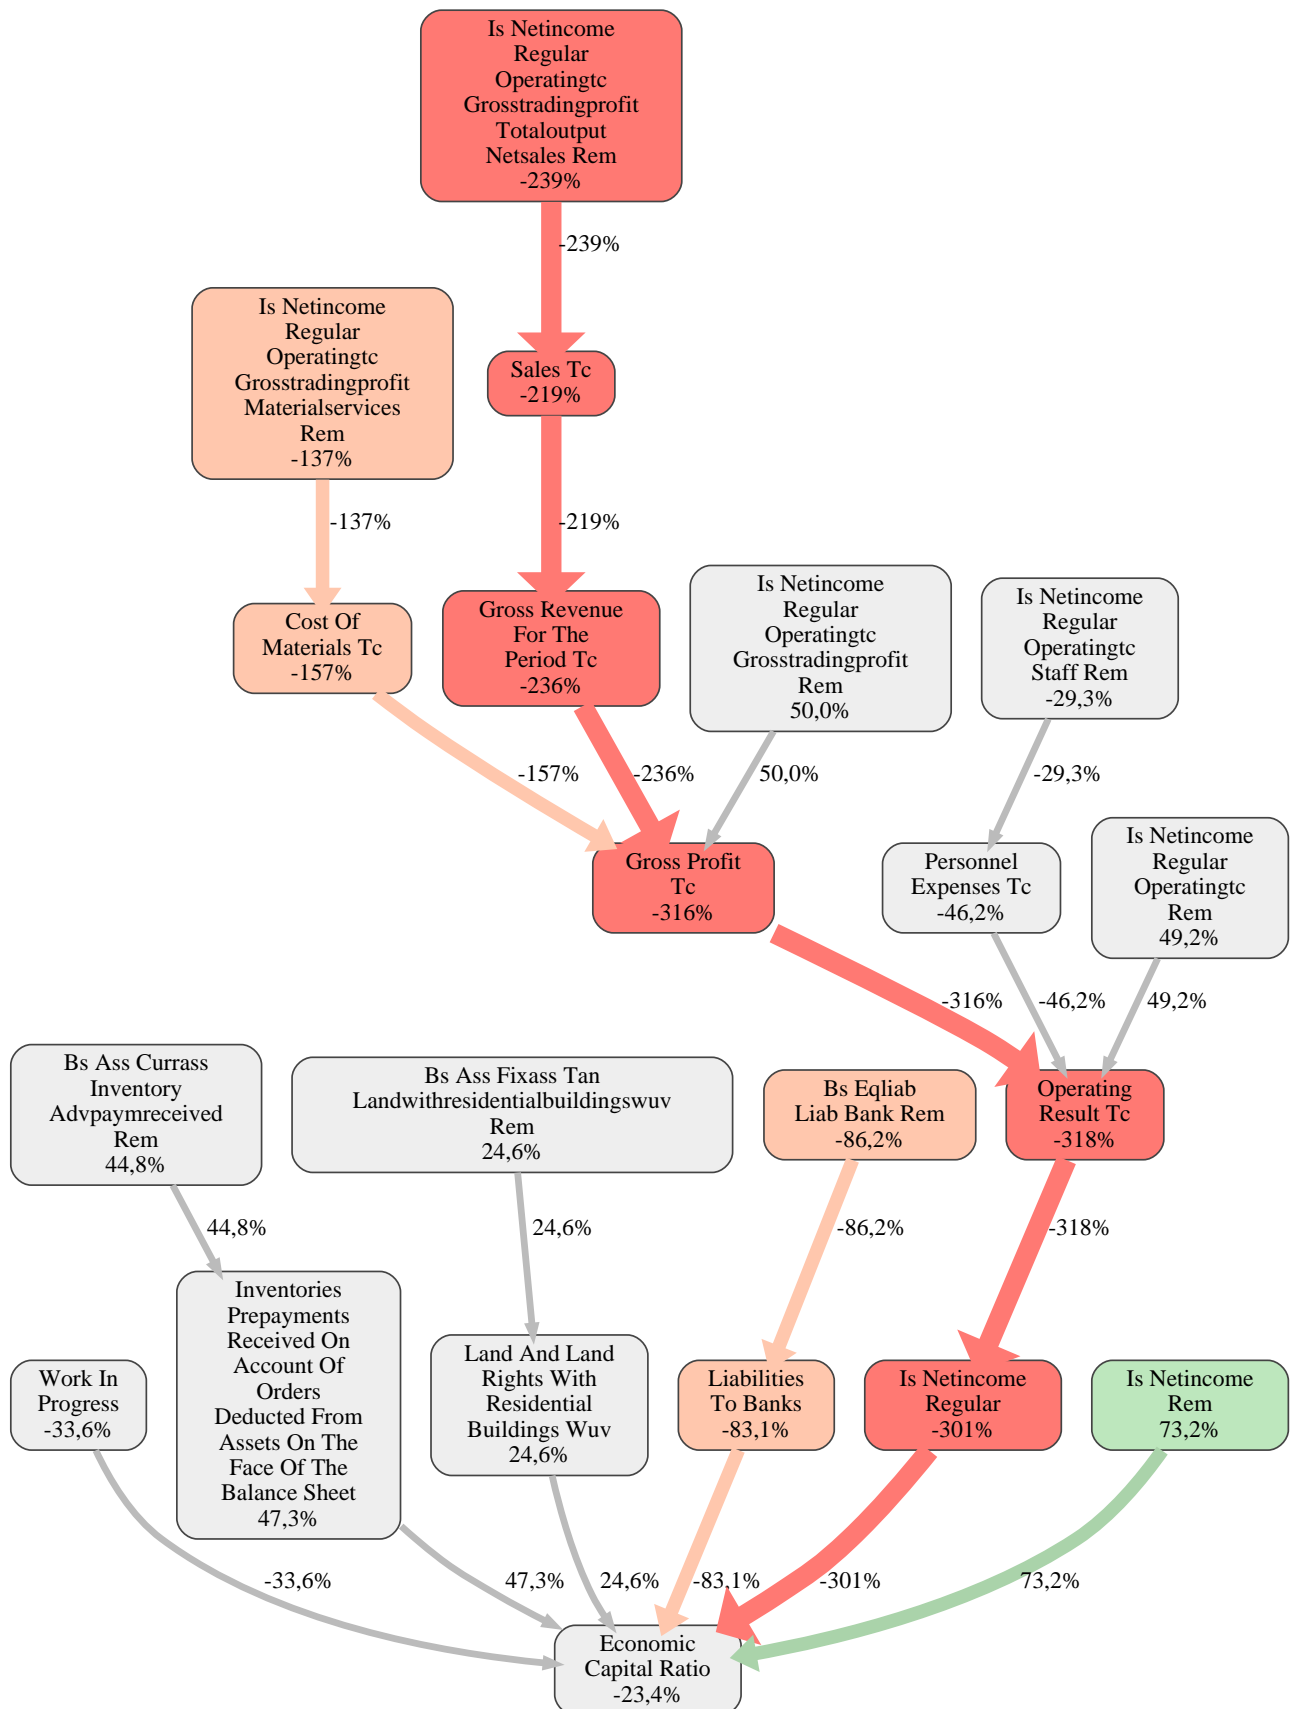 Is Netincome
Regular
Operatingtc
Grosstradingprofit
Totaloutput
Netsales Rem
-239%
-239%
Is Netincome
Regular
Operatingtc
Grosstradingprofit
Materialservices
Rem
-137%
Sales Tc
-219%
-137%
-219%
Is Netincome
Regular
Operatingtc
Grosstradingprofit
Rem
50,0%
Is Netincome
Regular
Operatingtc
Staff Rem
-29,3%
Cost Of
Materials Tc
-157%
Gross Revenue
For The
Period Tc
-236%
-157%
-236%
50,0%
-29,3%
Gross Profit
Tc
-316%
Personnel
Expenses Tc
-46,2%
Is Netincome
Regular
Operatingtc
Rem
49,2%
-316%
-46,2%
49,2%
Bs Ass Currass
Inventory
Advpaymreceived
Rem
44,8%
Bs Ass Fixass Tan
Landwithresidentialbuildingswuv
Rem
24,6%
Bs Eqliab
Liab Bank Rem
-86,2%
Operating
Result Tc
-318%
44,8%
24,6%
-86,2%
-318%
Work In
Progress
-33,6%
Inventories
Prepayments
Received On
Account Of
Orders
Deducted From
Assets On The
Face Of The
Balance Sheet
47,3%
Land And Land
Rights With
Residential
Buildings Wuv
24,6%
Liabilities
To Banks
-83,1%
Is Netincome
Regular
-301%
Is Netincome
Rem
73,2%
-33,6%
47,3%
24,6%
-83,1%
-301%
73,2%
Economic
Capital Ratio
-23,4%